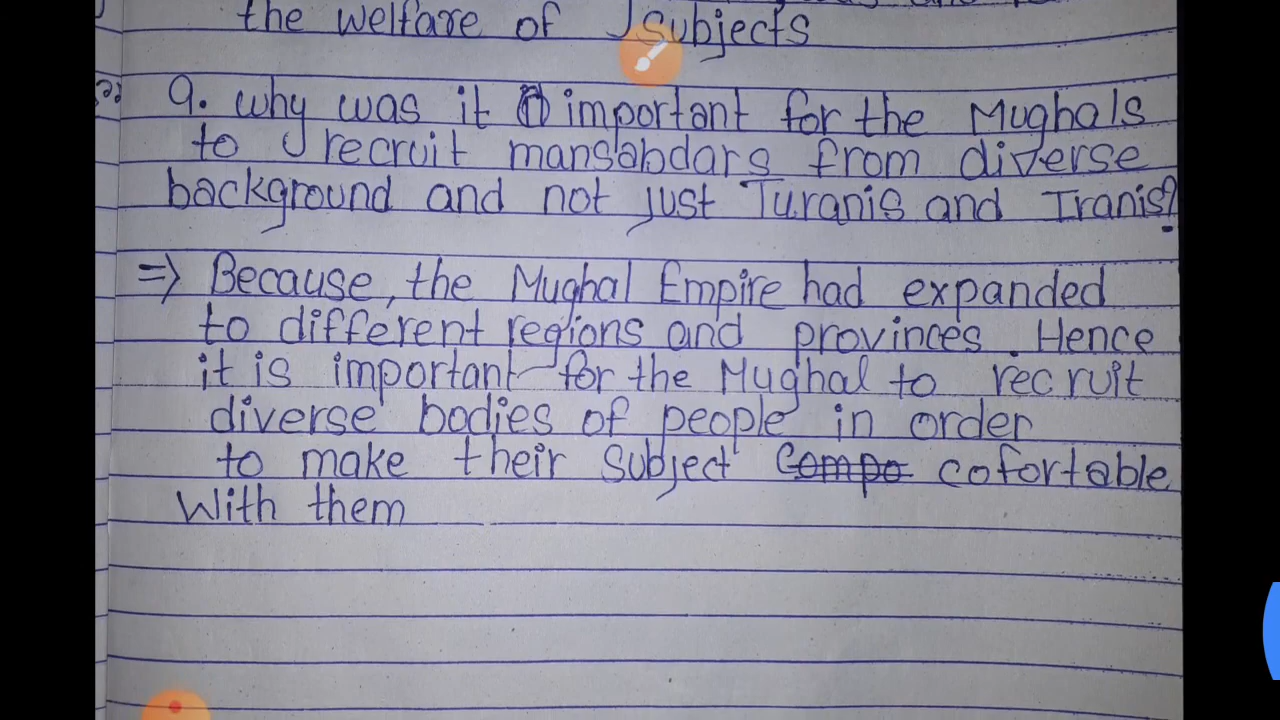 the welfare of subjects
9. why was it important for the Mughals
to recruit mansabdars from diverse
background and not just Turanis and Iranis?
=> Because, the Mughal Empire had expanded
to different regions and provinces. Hence
it is important for the Mughal to recruit
diverse bodies of people in order
to make their subject Compo cofortable
With them